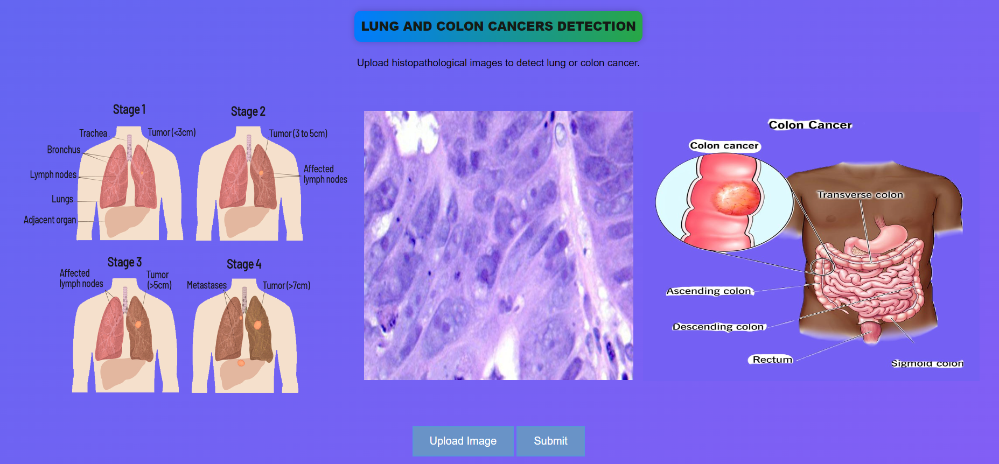 LUNG AND COLON CANCERS DETECTION
Upload histopathological images to detect lung or colon cancer.
Stage 1
Trachea
Tumor (<3cm)
Bronchus
Lymph nodes
Lungs
Adjacent organ
Stage 2
Tumor (3 to 5cm)
Affected
lymph nodes
Stage 3
Affected
lymph nodes
Tumor
(>5cm)
Stage 4
Metastases
Tumor (>7cm)
Colon Cancer
Colon cancer
Transverse colon
Ascending colon
Descending colon
Rectum
Sigmoid colon
Upload Image
Submit